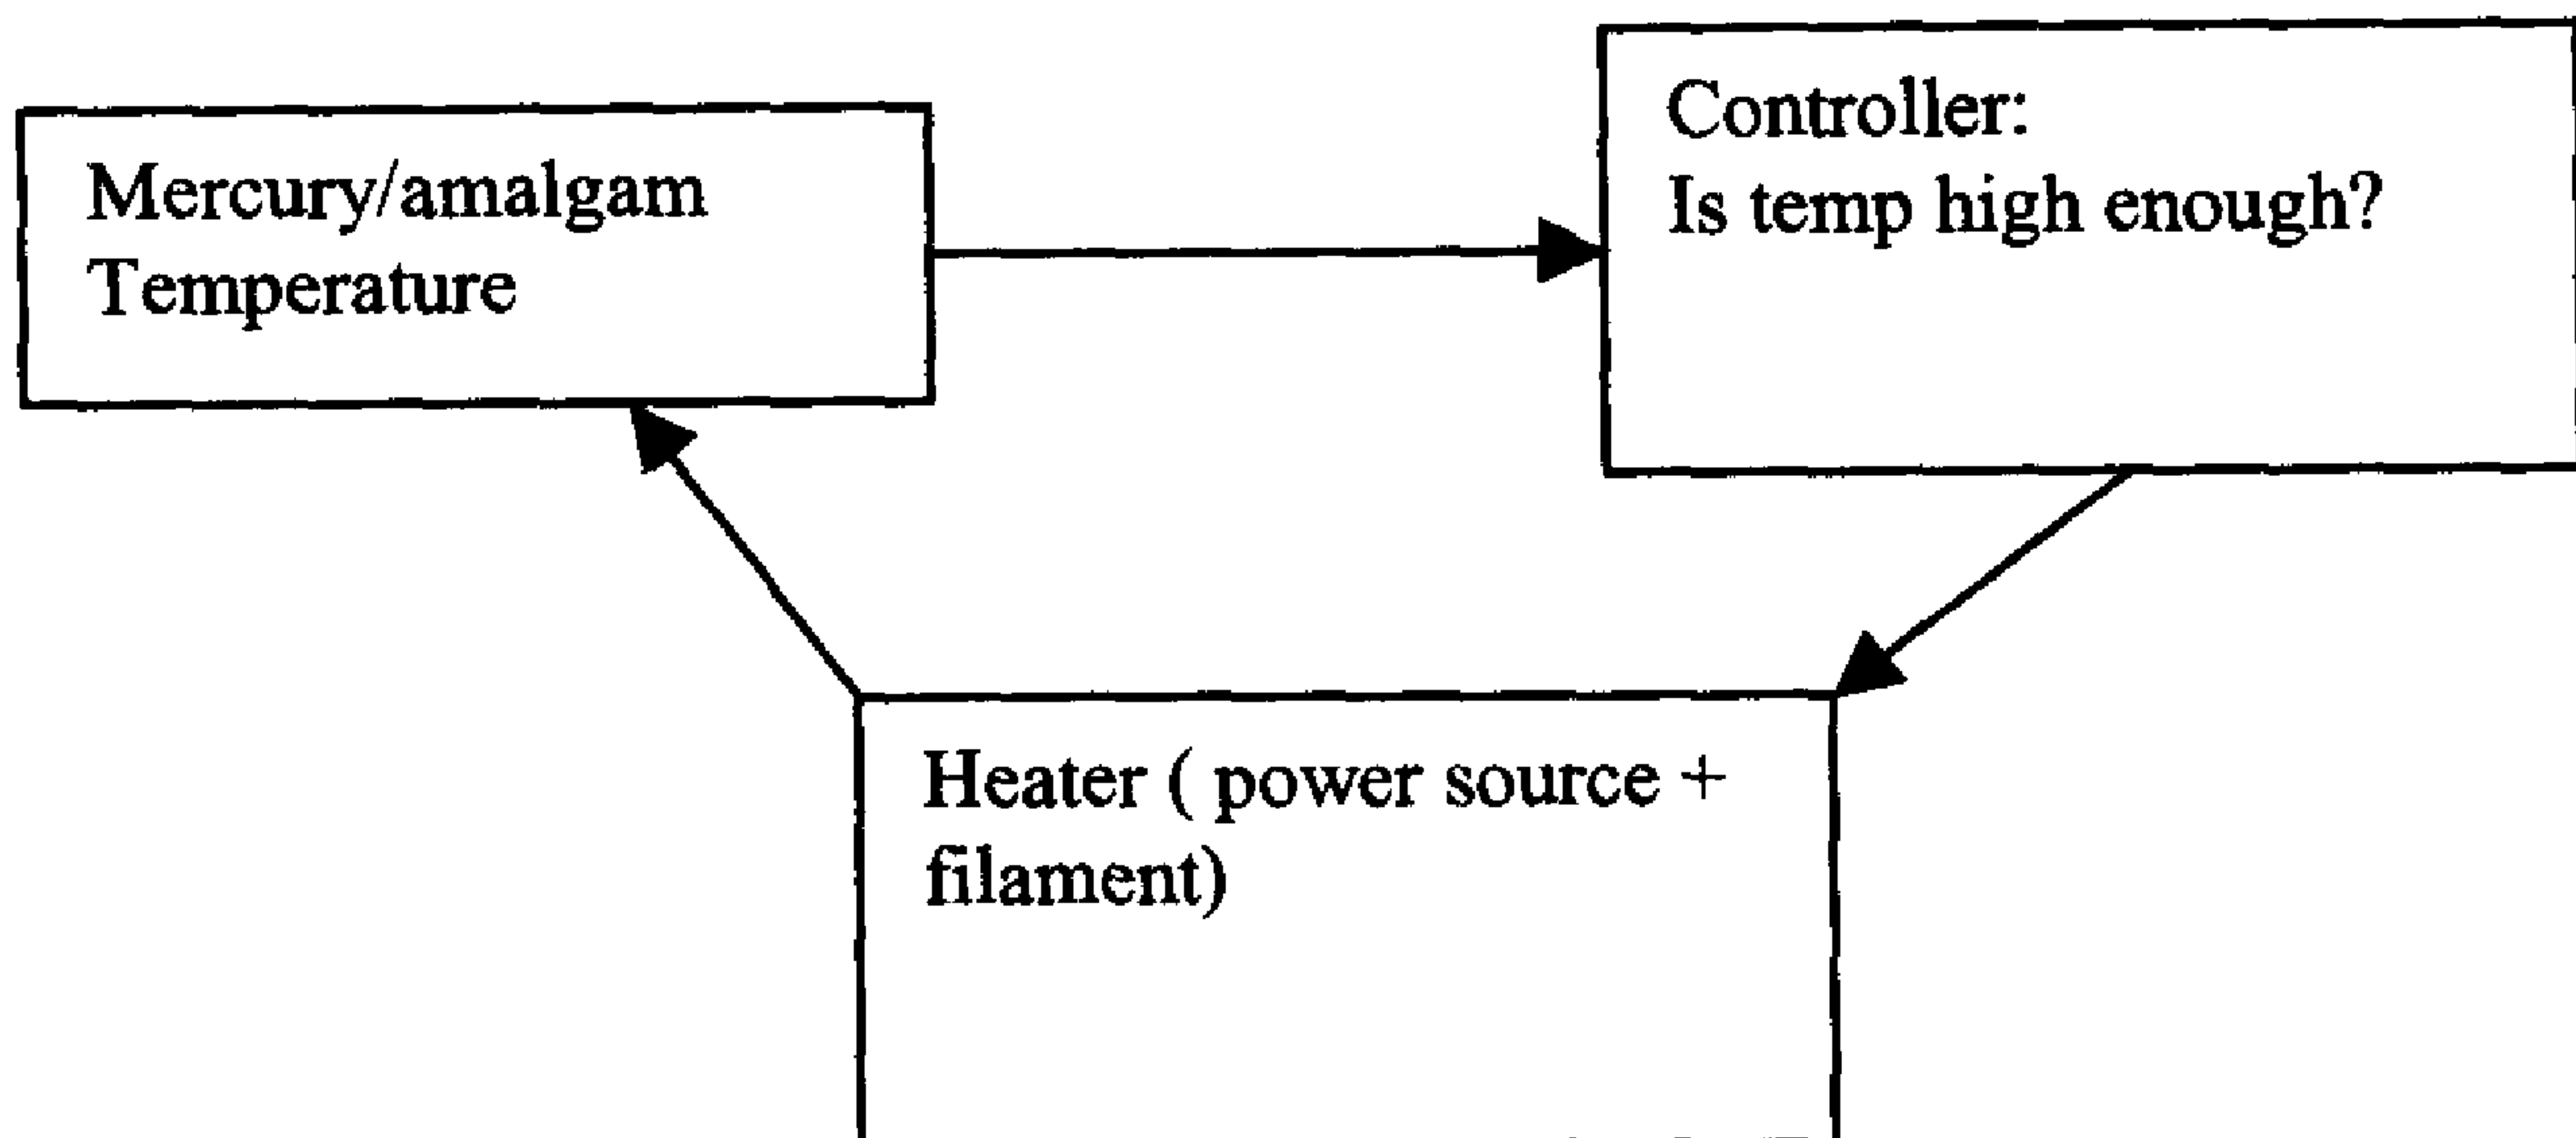 Mercury/amalgam
Temperature
Controller:
Is temp high enough?
Heater ( power source +
filament)